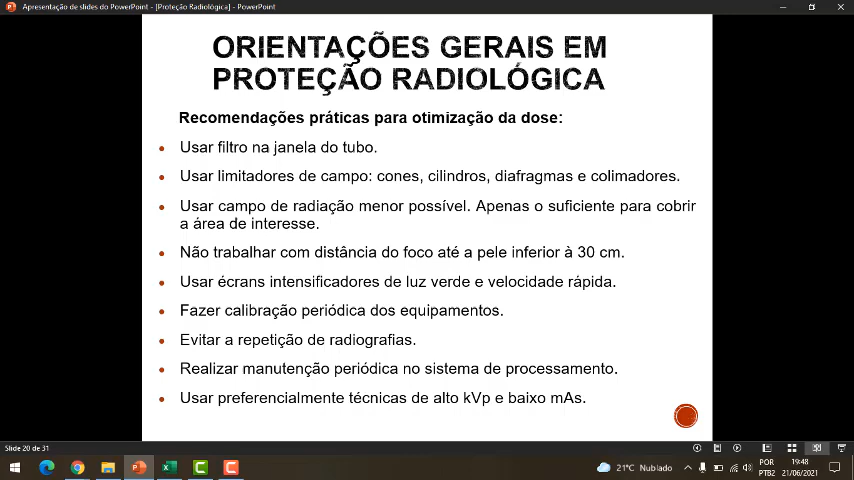 Apresentação de slides do PowerPoint - [Proteção Radiológica] - PowerPoint
ORIENTAÇÕES GERAIS EM
PROTEÇÃO RADIOLÓGICA
Recomendações práticas para otimização da dose:
Usar filtro na janela do tubo.
Usar limitadores de campo: cones, cilindros, diafragmas e colimadores.
Usar campo de radiação menor possível. Apenas o suficiente para cobrir
a área de interesse.
Não trabalhar com distância do foco até a pele inferior à 30 cm.
Usar écrans intensificadores de luz verde e velocidade rápida.
Fazer calibração periódica dos equipamentos.
Evitar a repetição de radiografias.
Realizar manutenção periódica no sistema de processamento.
Usar preferencialmente técnicas de alto kVp e baixo mAs.
Slide 20 de 31
21°C Nublado
POR
PTB2
19:48
21/06/2021